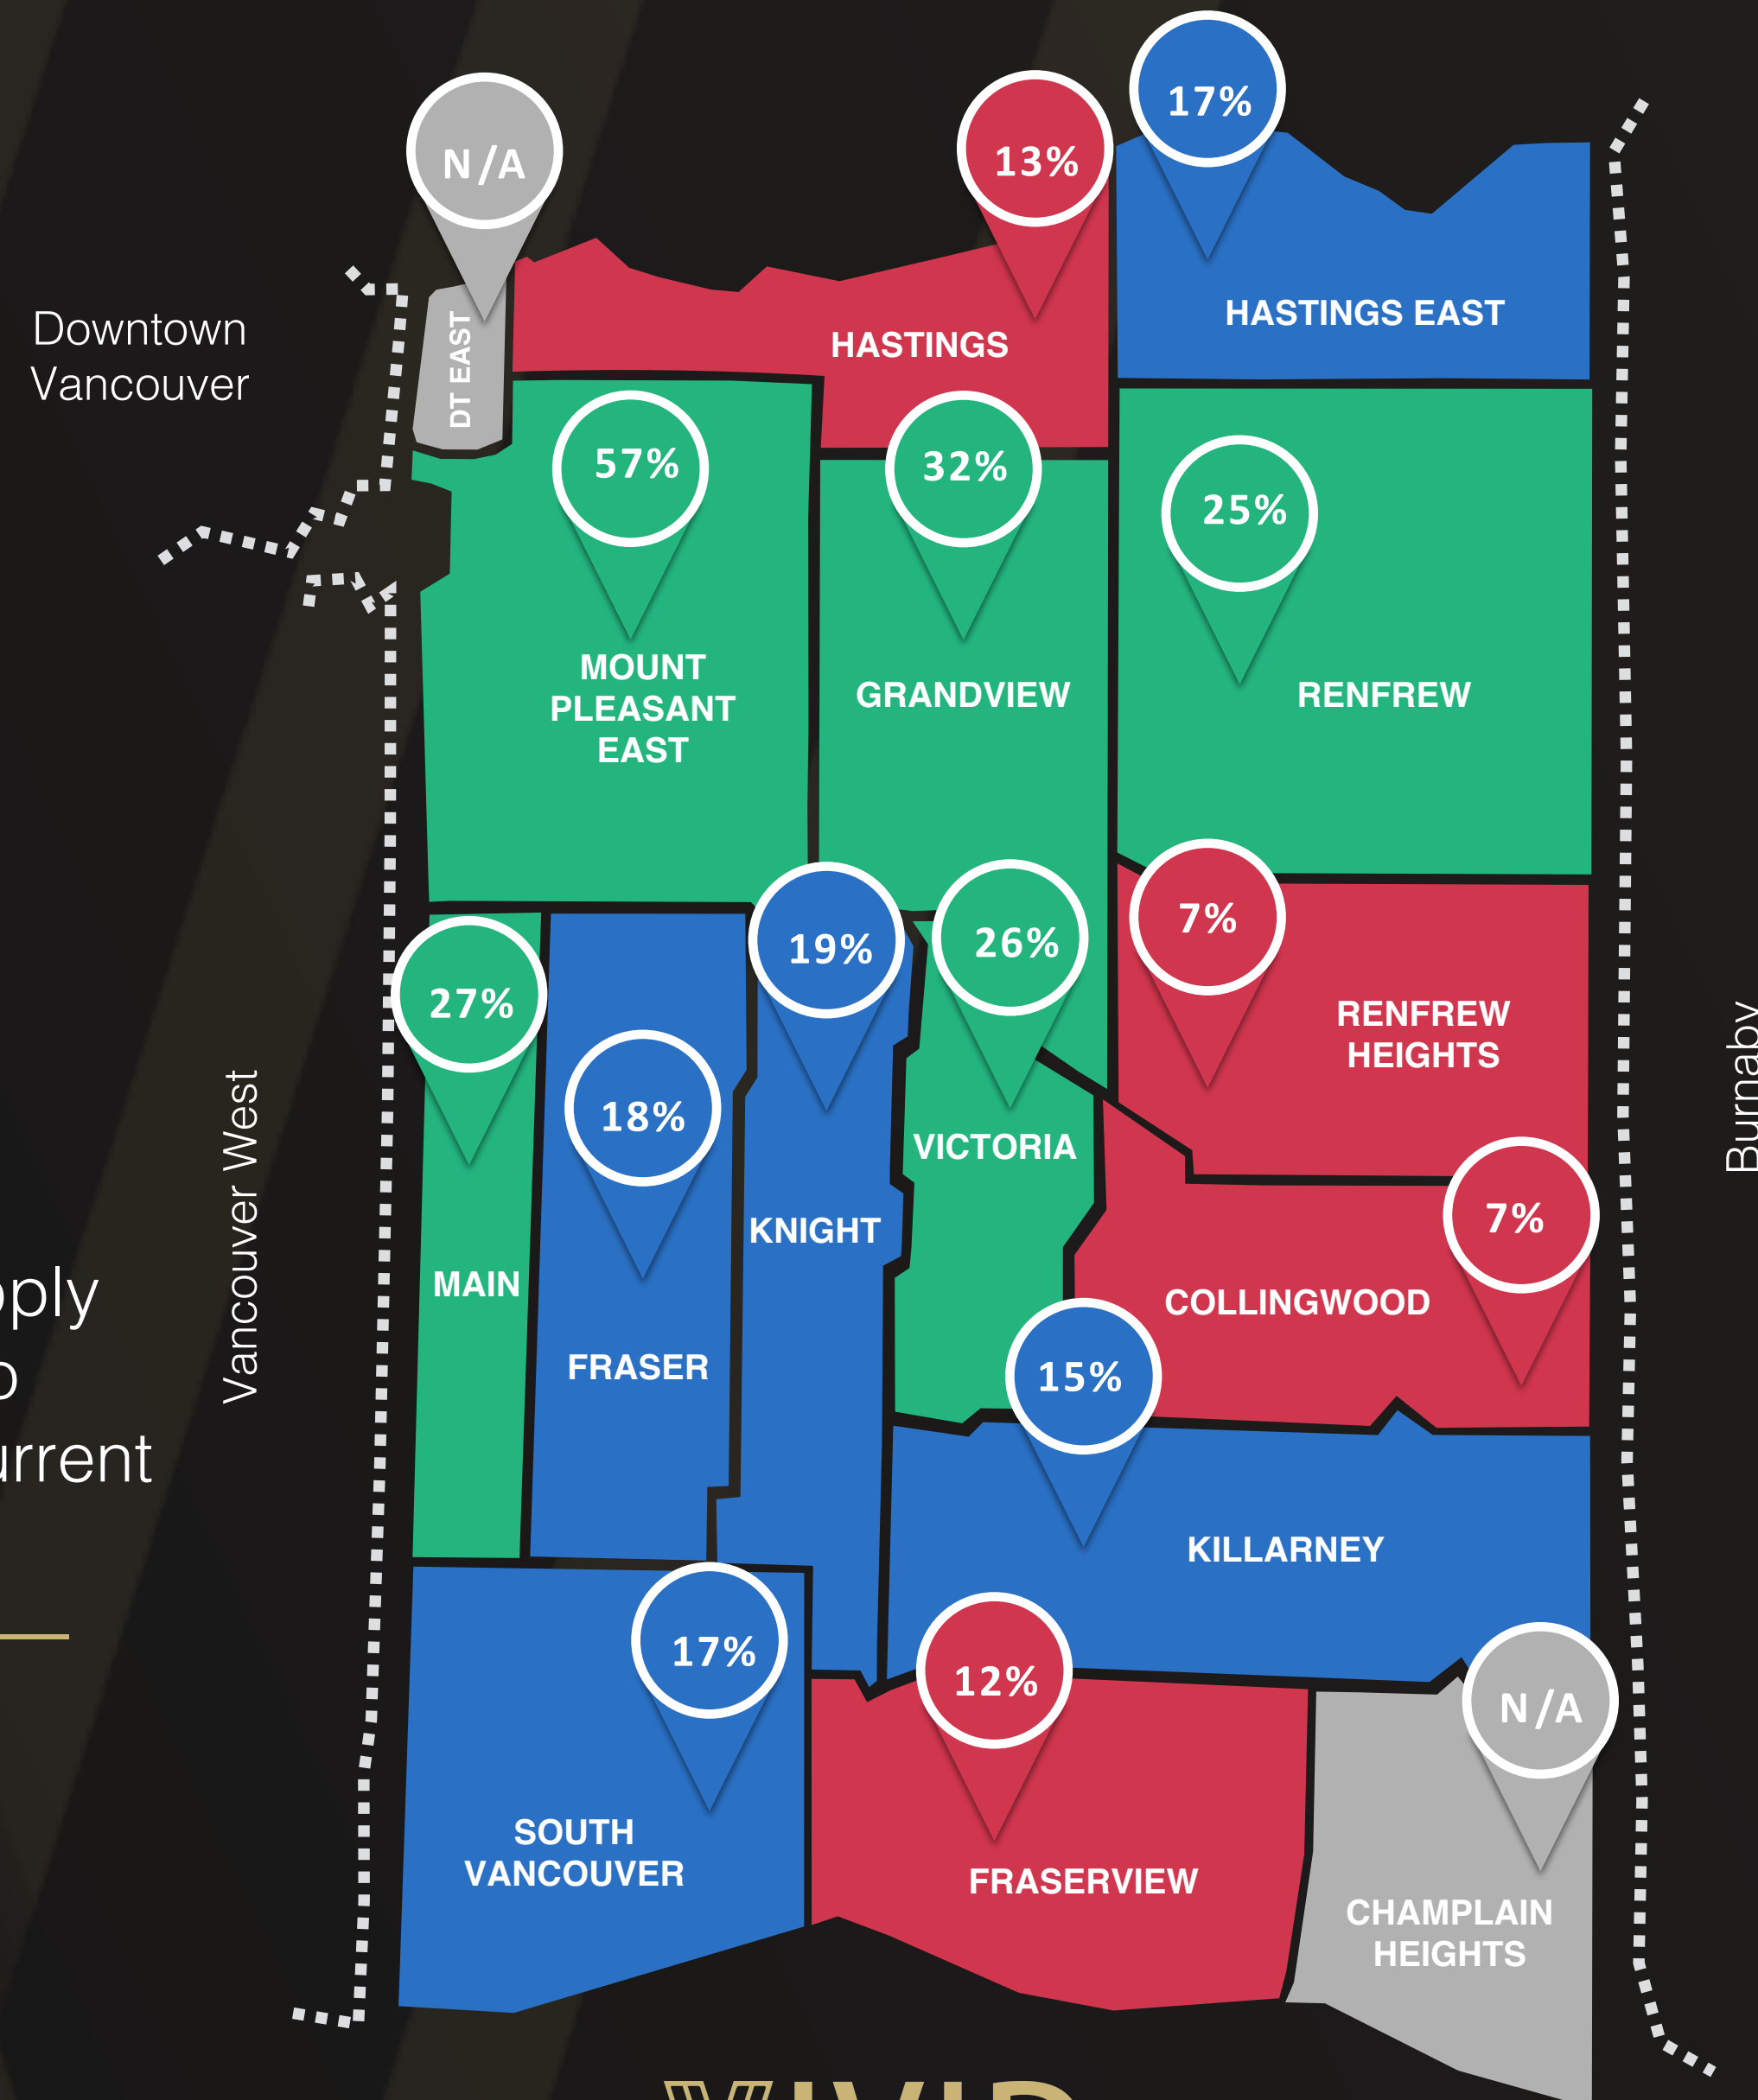 17%
13%
N/A
HASTINGS EAST
Downtown
Vancouver
HASTINGS
DT EAST
57%
32%
25%
MOUNT
PLEASANT
EAST
GRANDVIEW
RENFREW
7%
19%
26%
27%
RENFREW
HEIGHTS
18%
Vancouver West
Burnaby
VICTORIA
KNIGHT
7%
MAIN
COLLINGWOOD
FRASER
15%
KILLARNEY
17%
12%
N/A
SOUTH
VANCOUVER
FRASERVIEW
CHAMPLAIN
HEIGHTS
VIVID